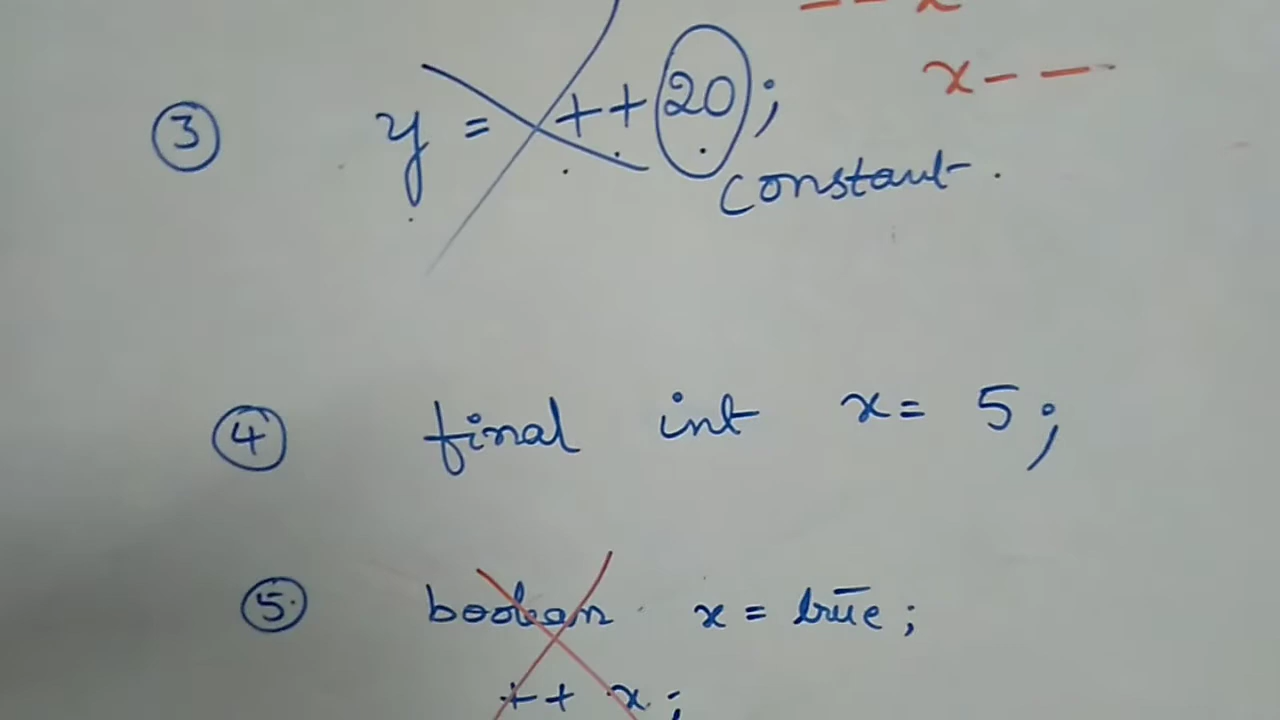 - - x
x - -
③ y = ++20;
constant.
④ final int x = 5;
⑤ boolean x = true;
++ x;